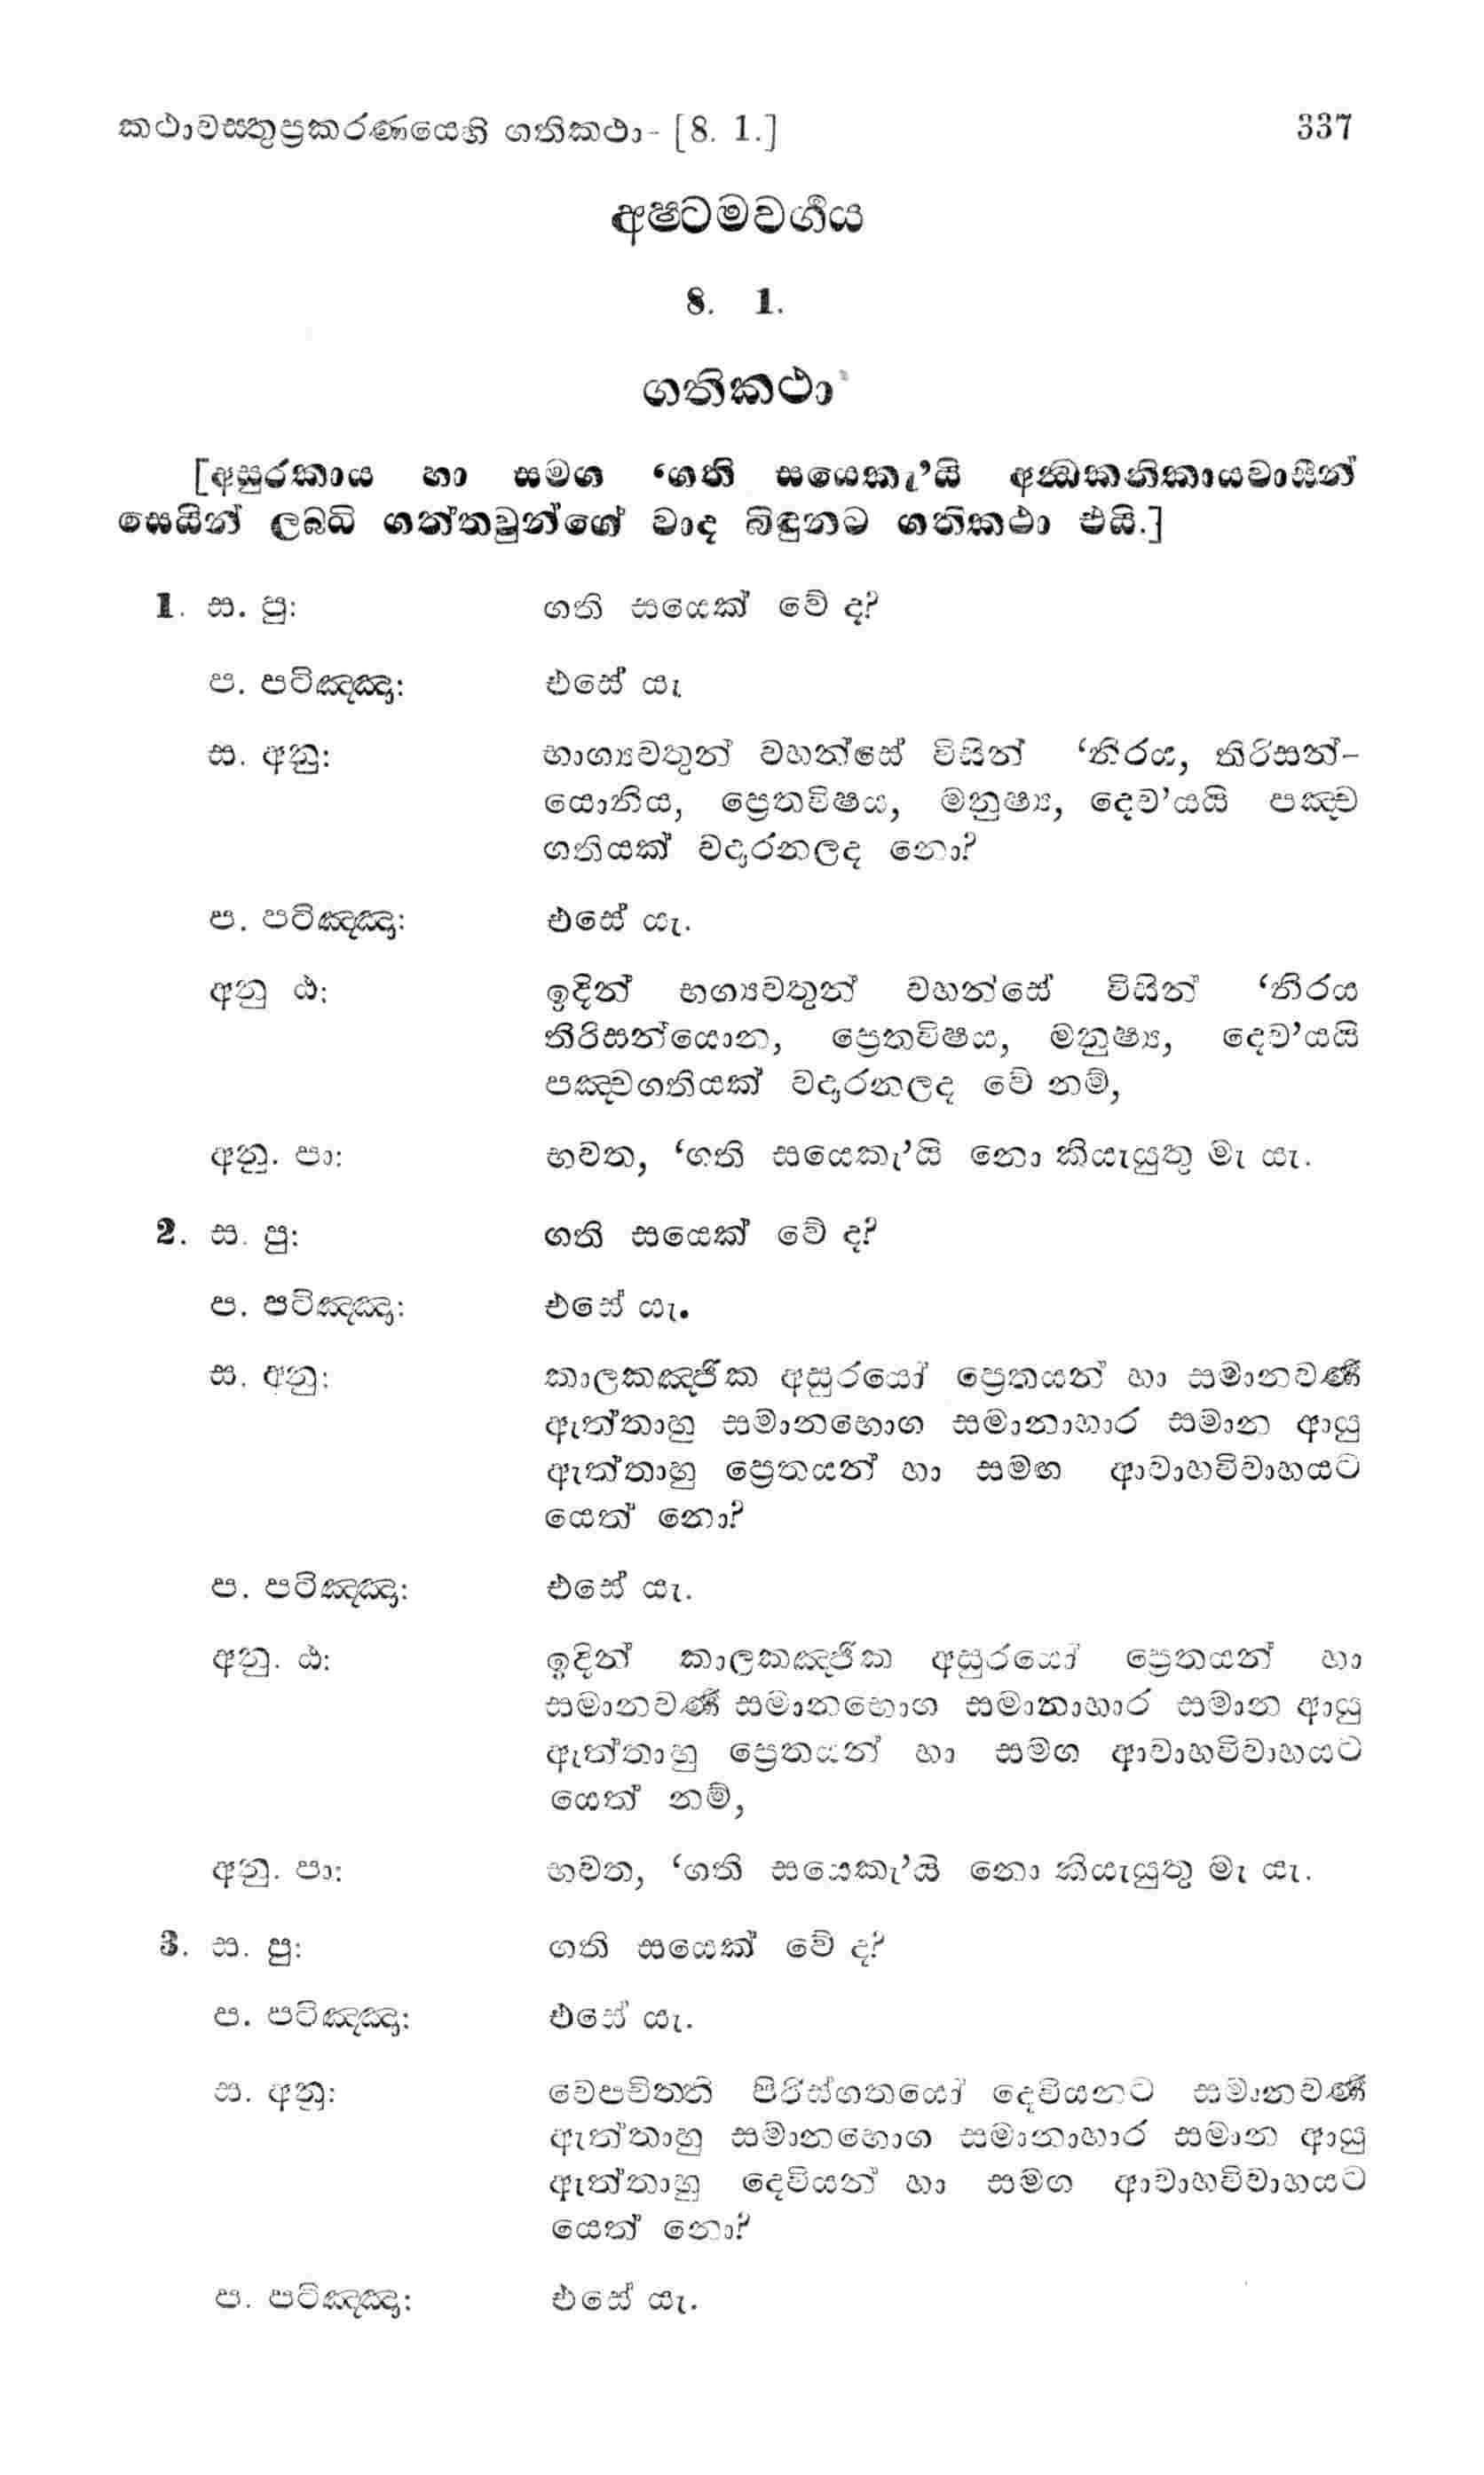 කථාවස්තුප්‍රකරණයෙහි ගතිකථා - [8. 1.] 337
අෂ්ටමවර්‍ගය
8. 1.
ගතිකථා
[අසුරකාය හා සමග ‘ගති සයෙකැ’යි අන්‍ධකනිකායවාසීන්
සෙයින් ලබ්ධි ගත්තවුන්ගේ වාද බිඳුනට ගතිකථා එයි.]
1. ස. පු: ගති සයෙක් වේ ද?
ප. පටිඤ්ඤා: එසේ යැ
ස. අනු: භාග්‍යවතුන් වහන්සේ විසින් ‘නිරය, තිරිසන්-
යොනිය, ප්‍රෙතවිෂය, මනුෂ්‍ය, දෙව’යයි පඤ්ච
ගතියක් වදාරනලද නො?
ප. පටිඤ්ඤා: එසේ යැ.
අනු ඨ: ඉදින් භග්‍යවතුන් වහන්සේ විසින් ‘නිරය
තිරිසන්යොන, ප්‍රෙතවිෂය, මනුෂ්‍ය, දෙව’යයි
පඤ්චගතියක් වදාරනලද වේ නම්,
අනු. පා: භවත, ‘ගති සයෙකැ’යි නො කියැයුතු මැ යැ.
2. ස. පු: ගති සයෙක් වේ ද?
ප. පටිඤ්ඤා: එසේ යැ.
ස. අනු: කාලකඤ්ජික අසුරයෝ ප්‍රෙතයන් හා සමානවර්‍ණ
ඇත්තාහු සමානභොග සමානාහාර සමාන ආයු
ඇත්තාහු ප්‍රෙතයන් හා සමඟ ආවාහවිවාහයට
යෙත් නො?
ප. පටිඤ්ඤා: එසේ යැ.
අනු. ඨ: ඉදින් කාලකඤ්ජික අසුරයෝ ප්‍රෙතයන් හා
සමානවර්‍ණ සමානභොග සමානාහාර සමාන ආයු
ඇත්තාහු ප්‍රෙතයන් හා සමඟ ආවාහවිවාහයට
යෙත් නම්,
අනු. පා: භවත, ‘ගති සයෙකැ’යි නො කියැයුතු මැ යැ.
3. ස. පු: ගති සයෙක් වේ ද?
ප. පටිඤ්ඤා: එසේ යැ.
ස. අනු: වෙපචිත්ති පිරිස්ගතයෝ දෙවියනට සමානවර්‍ණ
ඇත්තාහු සමානභොග සමානාහාර සමාන ආයු
ඇත්තාහු දෙවියන් හා සමඟ ආවාහවිවාහයට
යෙත් නො?
ප. පටිඤ්ඤා: එසේ යැ.